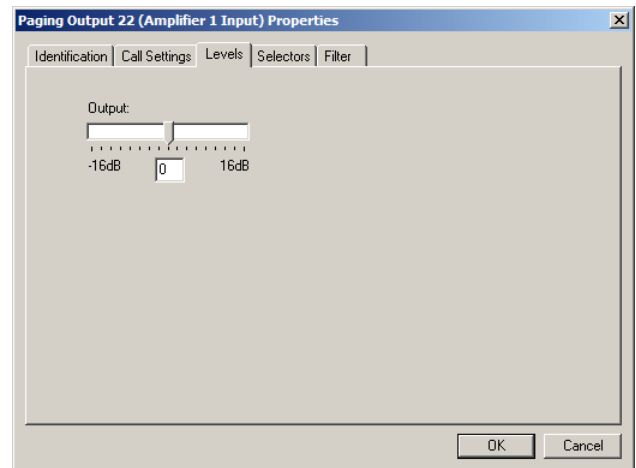 Paging Output 22 (Amplifier 1 Input) Properties
Identification Call Settings Levels Selectors Filter
Output:
-16dB 0 16dB
OK Cancel